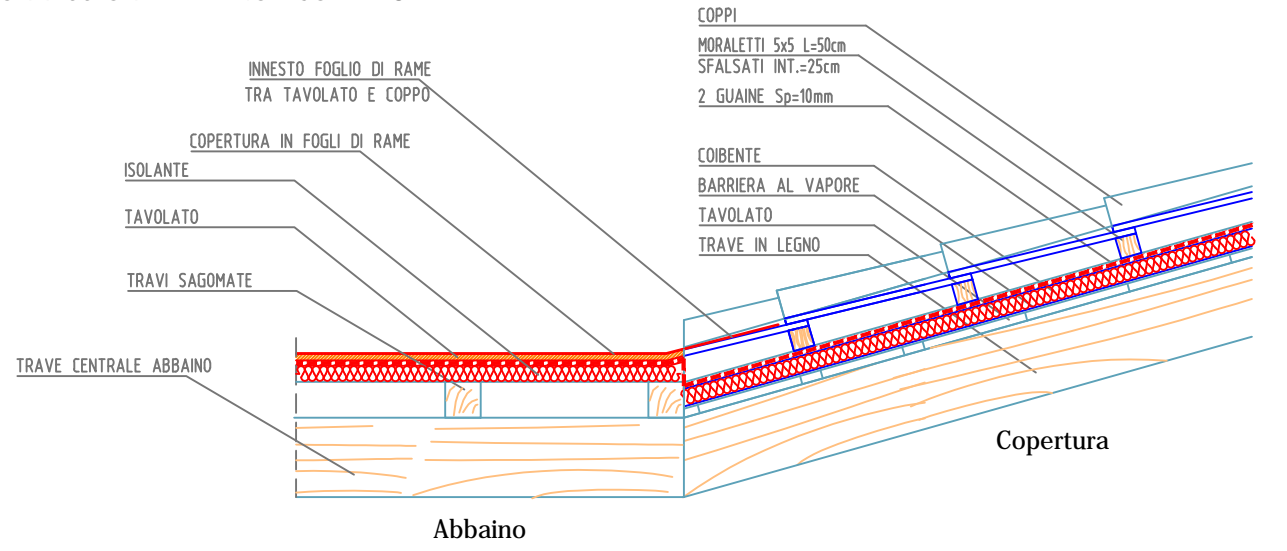 INNESTO FOGLIO DI RAME
TRA TAVOLATO E COPPO
COPERTURA IN FOGLI DI RAME
ISOLANTE
TAVOLATO
TRAVI SAGOMATE
TRAVE CENTRALE ABBAINO
COPPI
MORALETTI 5x5 L=50cm
SFALSATI INT.=25cm
2 GUAINE Sp=10mm
COIBENTE
BARRIERA AL VAPORE
TAVOLATO
TRAVE IN LEGNO
Copertura
Abbaino